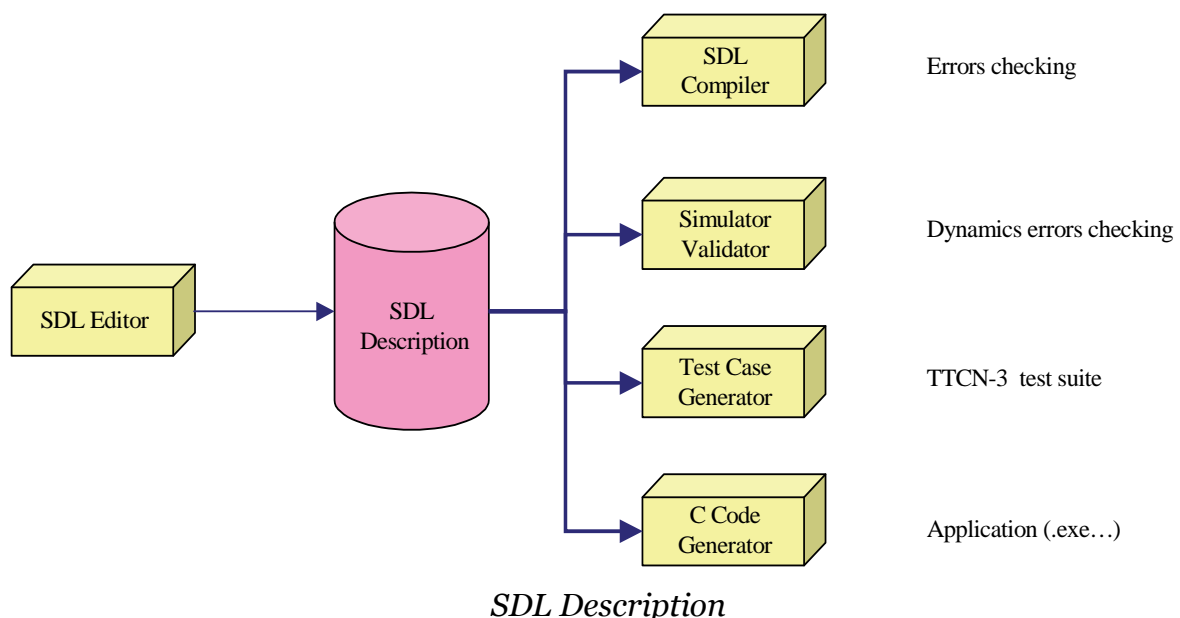 SDL
Compiler
Errors checking
Simulator
Validator
Dynamics errors checking
SDL Editor
SDL
Description
Test Case
Generator
TTCN-3 test suite
C Code
Generator
Application (.exe…)
SDL Description